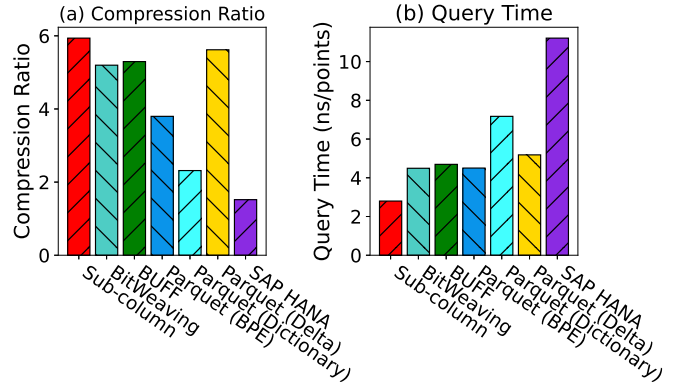 (a) Compression Ratio
Compression Ratio
6
4
2
0
Sub-column
BitWeaving
BUFF
Parquet (BPE)
Parquet (Dictionary)
Parquet (Delta)
SAP HANA
(b) Query Time
Query Time (ns/points)
10
8
6
4
2
0
Sub-column
BitWeaving
BUFF
Parquet (BPE)
Parquet (Dictionary)
Parquet (Delta)
SAP HANA